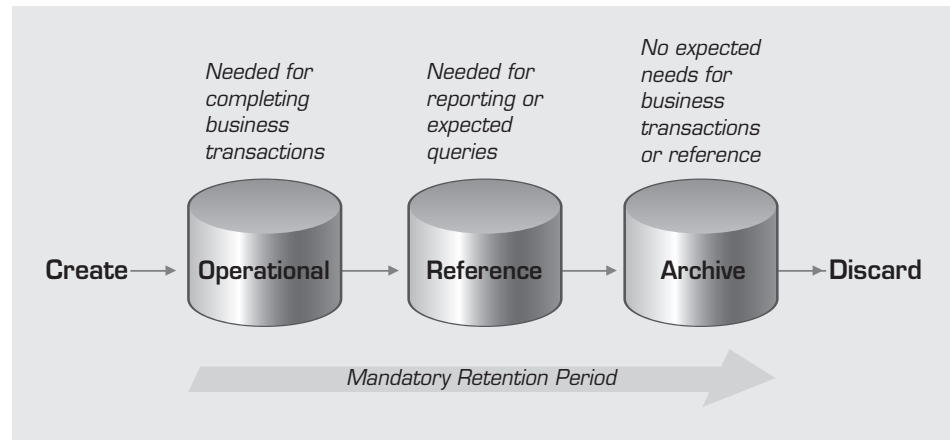 Needed for
completing
business
transactions
Needed for
reporting or
expected
queries
No expected
needs for
business
transactions
or reference
Create
Operational
Reference
Archive
Discard
Mandatory Retention Period